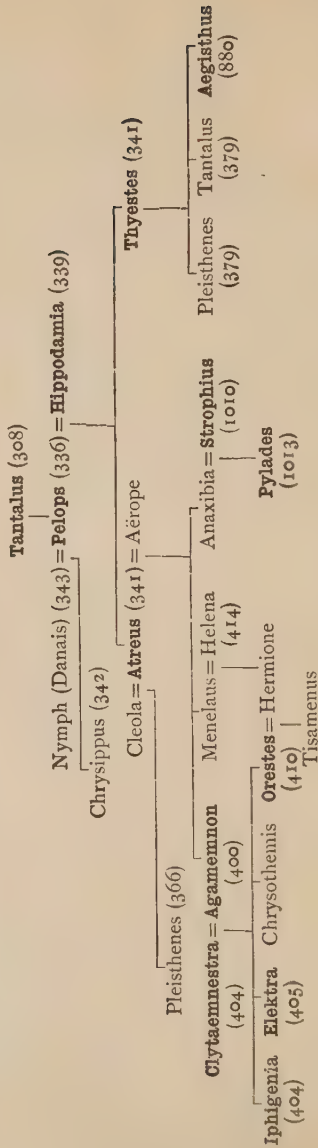 Tantalus (308)
Nymph (Danais) (343) = Pelops (336) = Hippodamia (339)
Chrysippus (342)
Cleola = Atreus (341) = Aërope
Thyestes (341)
Pleisthenes (366)
Clytaemnestra = Agamemnon
(404) (400)
Menelaus = Helena
(414)
Anaxibia = Strophius
(1010)
Pleisthenes Tantalus Aegisthus
(379) (379) (880)
Iphigenia Elektra Chrysothemis Orestes = Hermione
(404) (405) (410)
Tisamenus
Pylades
(1013)